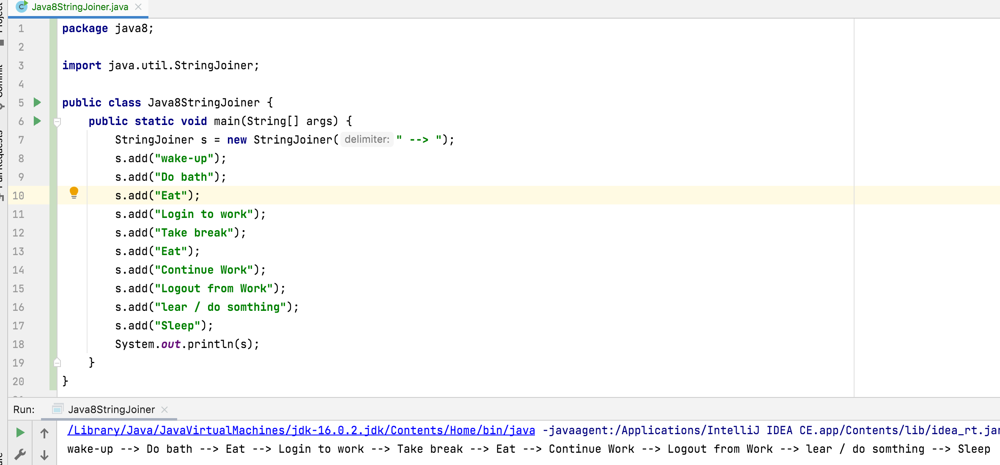 Java8StringJoiner.java
1 package java8;
2
3 import java.util.StringJoiner;
4
5 public class Java8StringJoiner {
6 public static void main(String[] args) {
7 StringJoiner s = new StringJoiner( delimiter: " --> ");
8 s.add("wake-up");
9 s.add("Do bath");
10 s.add("Eat");
11 s.add("Login to work");
12 s.add("Take break");
13 s.add("Eat");
14 s.add("Continue Work");
15 s.add("Logout from Work");
16 s.add("lear / do somthing");
17 s.add("Sleep");
18 System.out.println(s);
19 }
20 }
Run: Java8StringJoiner
/Library/Java/JavaVirtualMachines/jdk-16.0.2.jdk/Contents/Home/bin/java -javaagent:/Applications/IntelliJ IDEA CE.app/Contents/lib/idea_rt.jar
wake-up --> Do bath --> Eat --> Login to work --> Take break --> Eat --> Continue Work --> Logout from Work --> lear / do somthing --> Sleep